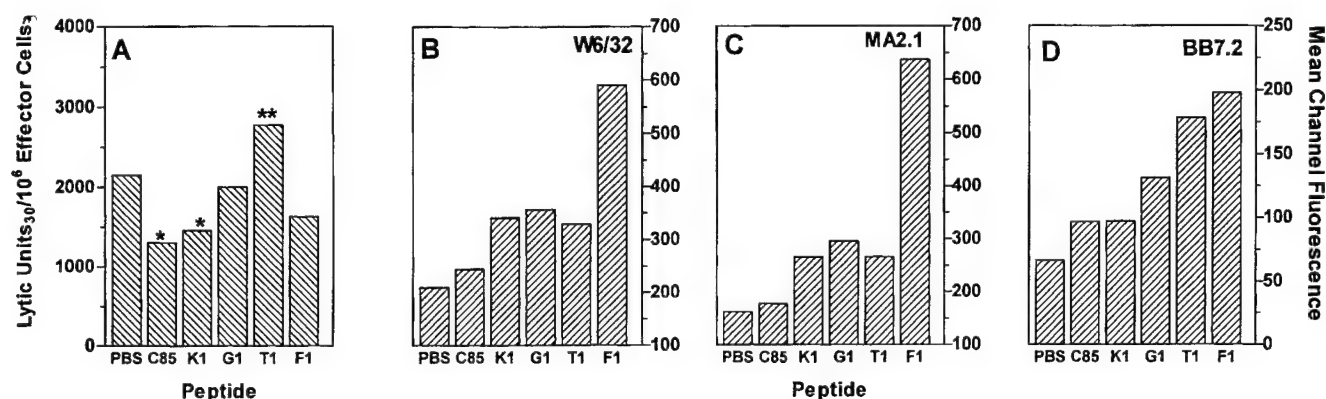 Lytic Units30/10^6 Effector Cells
4000
3000
2000
1000
0
A
*
*
**
PBS C85 K1 G1 T1 F1
Peptide
B
W6/32
700
600
500
400
300
200
100
PBS C85 K1 G1 T1 F1
C
MA2.1
700
600
500
400
300
200
100
PBS C85 K1 G1 T1 F1
Peptide
D
BB7.2
250
200
150
100
50
0
PBS C85 K1 G1 T1 F1
Mean Channel Fluorescence